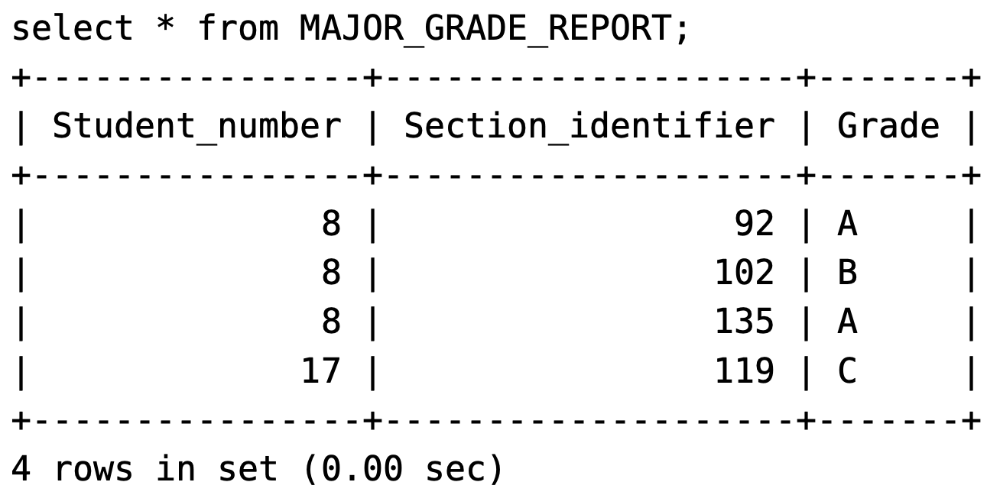 select * from MAJOR_GRADE_REPORT;
+----------------+--------------------+-------+
| Student_number | Section_identifier | Grade |
+----------------+--------------------+-------+
|              8 |                 92 | A     |
|              8 |                102 | B     |
|              8 |                135 | A     |
|             17 |                119 | C     |
+----------------+--------------------+-------+
4 rows in set (0.00 sec)